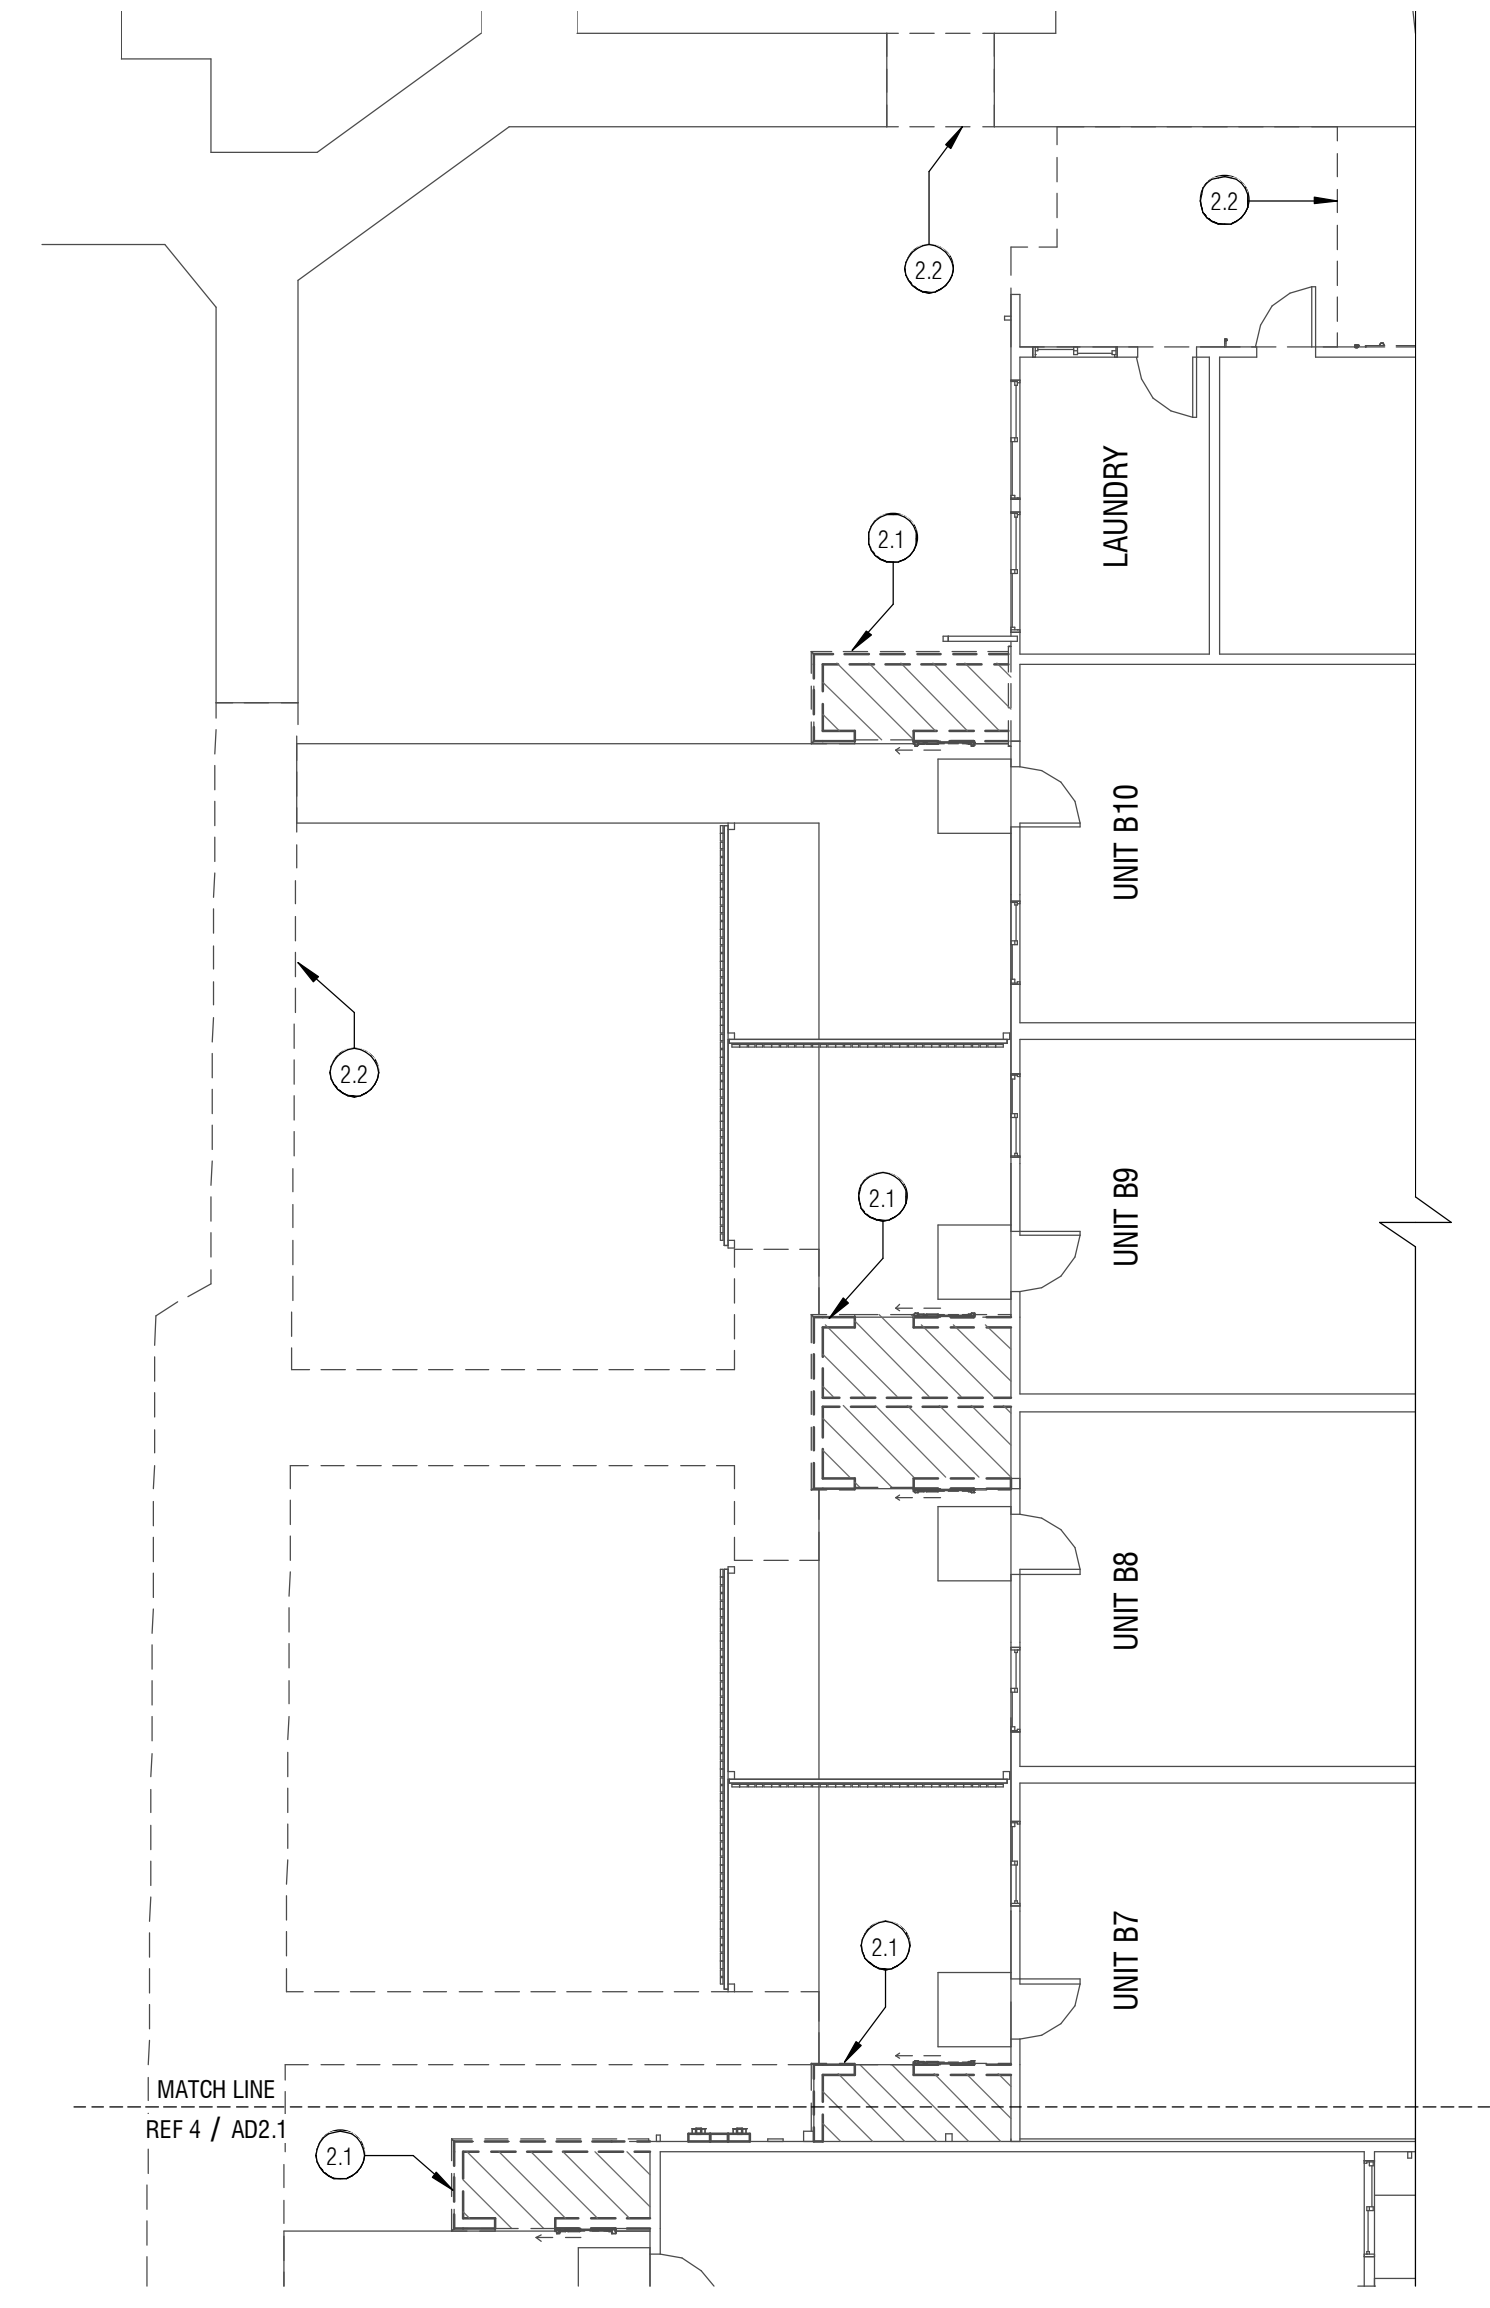 2.2
2.2
LAUNDRY
2.1
UNIT B10
2.2
UNIT B9
2.1
UNIT B8
UNIT B7
2.1
MATCH LINE
REF 4 / AD2.1
2.1